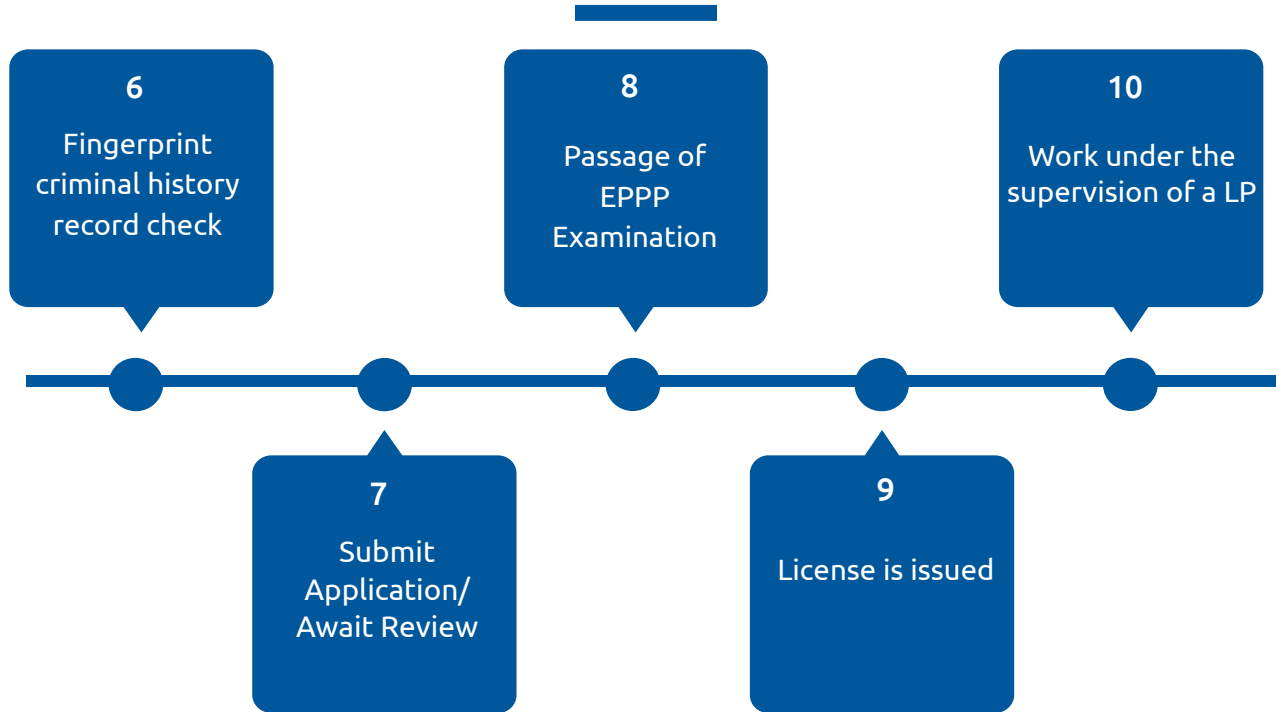 6
Fingerprint
criminal history
record check
7
Submit
Application/
Await Review
8
Passage of
EPPP
Examination
9
License is issued
10
Work under the
supervision of a LP